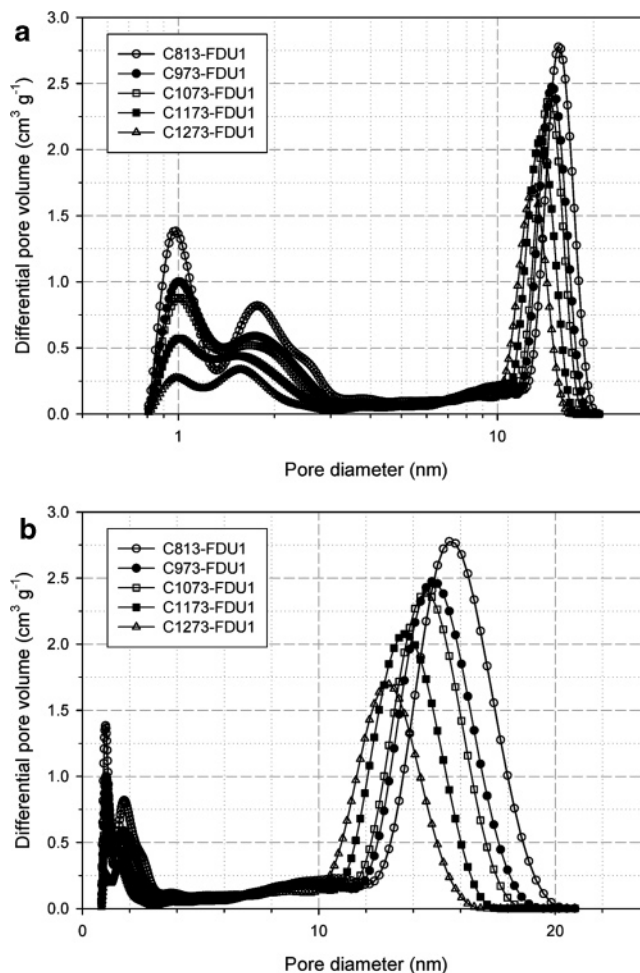 a
Differential pore volume (cm³ g⁻¹)
3.0
2.5
2.0
1.5
1.0
0.5
0.0
C813-FDU1
C973-FDU1
C1073-FDU1
C1173-FDU1
C1273-FDU1
1
10
Pore diameter (nm)
b
Differential pore volume (cm³ g⁻¹)
3.0
2.5
2.0
1.5
1.0
0.5
0.0
C813-FDU1
C973-FDU1
C1073-FDU1
C1173-FDU1
C1273-FDU1
0
10
20
Pore diameter (nm)